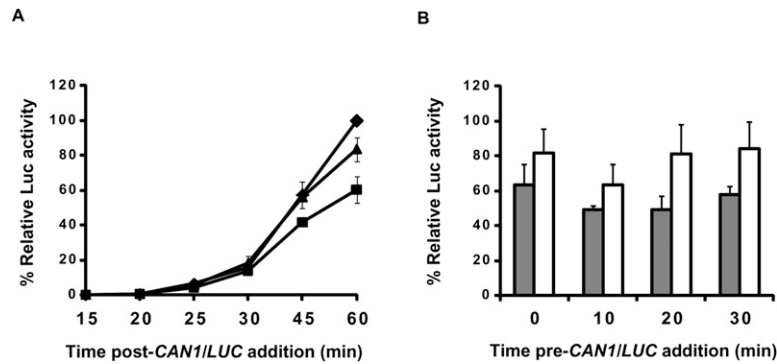 A
% Relative Luc activity
120
100
80
60
40
20
0
15 20 25 30 45 60
Time post-CAN1/LUC addition (min)
B
% Relative Luc activity
120
100
80
60
40
20
0
0 10 20 30
Time pre-CAN1/LUC addition (min)